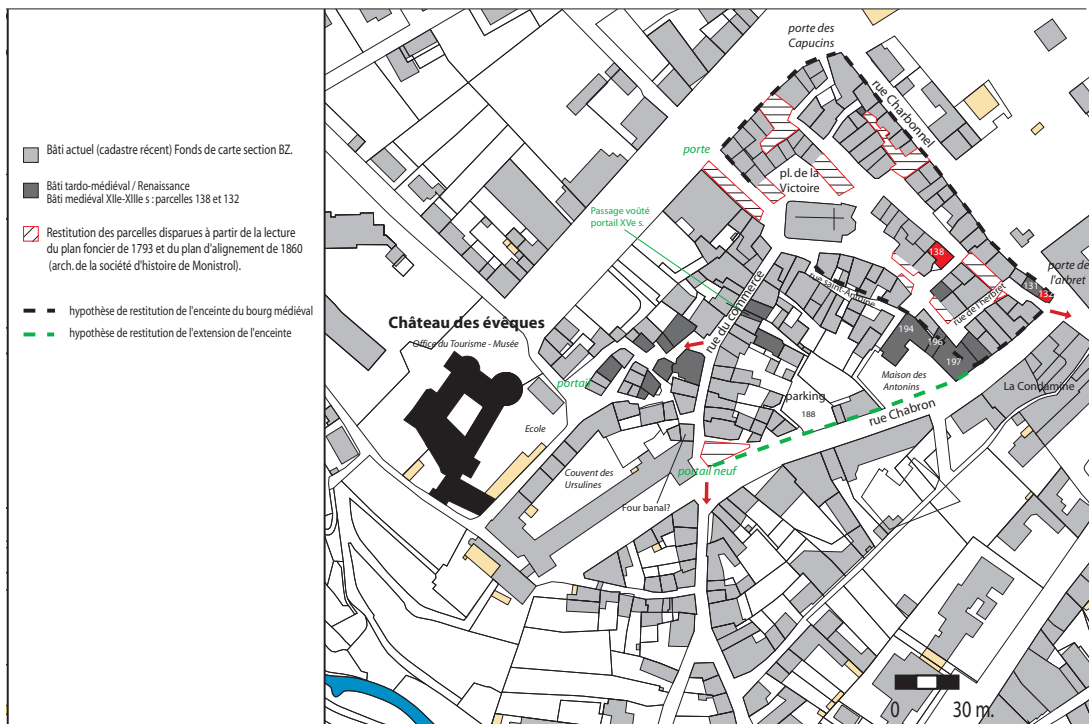 Bâti actuel (cadastre récent) Fonds de carte section BZ.
Bâti tardo-médiéval / Renaissance
Bâti medieval XIIe-XIIIe s : parcelles 138 et 132
Restitution des parcelles disparues à partir de la lecture
du plan foncier de 1793 et du plan d'alignement de 1860
(arch. de la société d'histoire de Monistrol).
hypothèse de restitution de l'enceinte du bourg médiéval
hypothèse de restitution de l'extension de l'enceinte
porte des
Capucins
rue Charbonnel
porte
pl. de la
Victoire
Passage voûté
portail XVe s.
138
porte de
l'arbret
131
132
rue saint-Antoine
rue de l'herbret
rue du commerce
Château des évêques
Office du Tourisme - Musée
194
196
197
portail
Maison des
Antonins
La Condamine
parking
188
rue Chabron
Ecole
Couvent des
Ursulines
portail neuf
Four banal?
0 30 m.